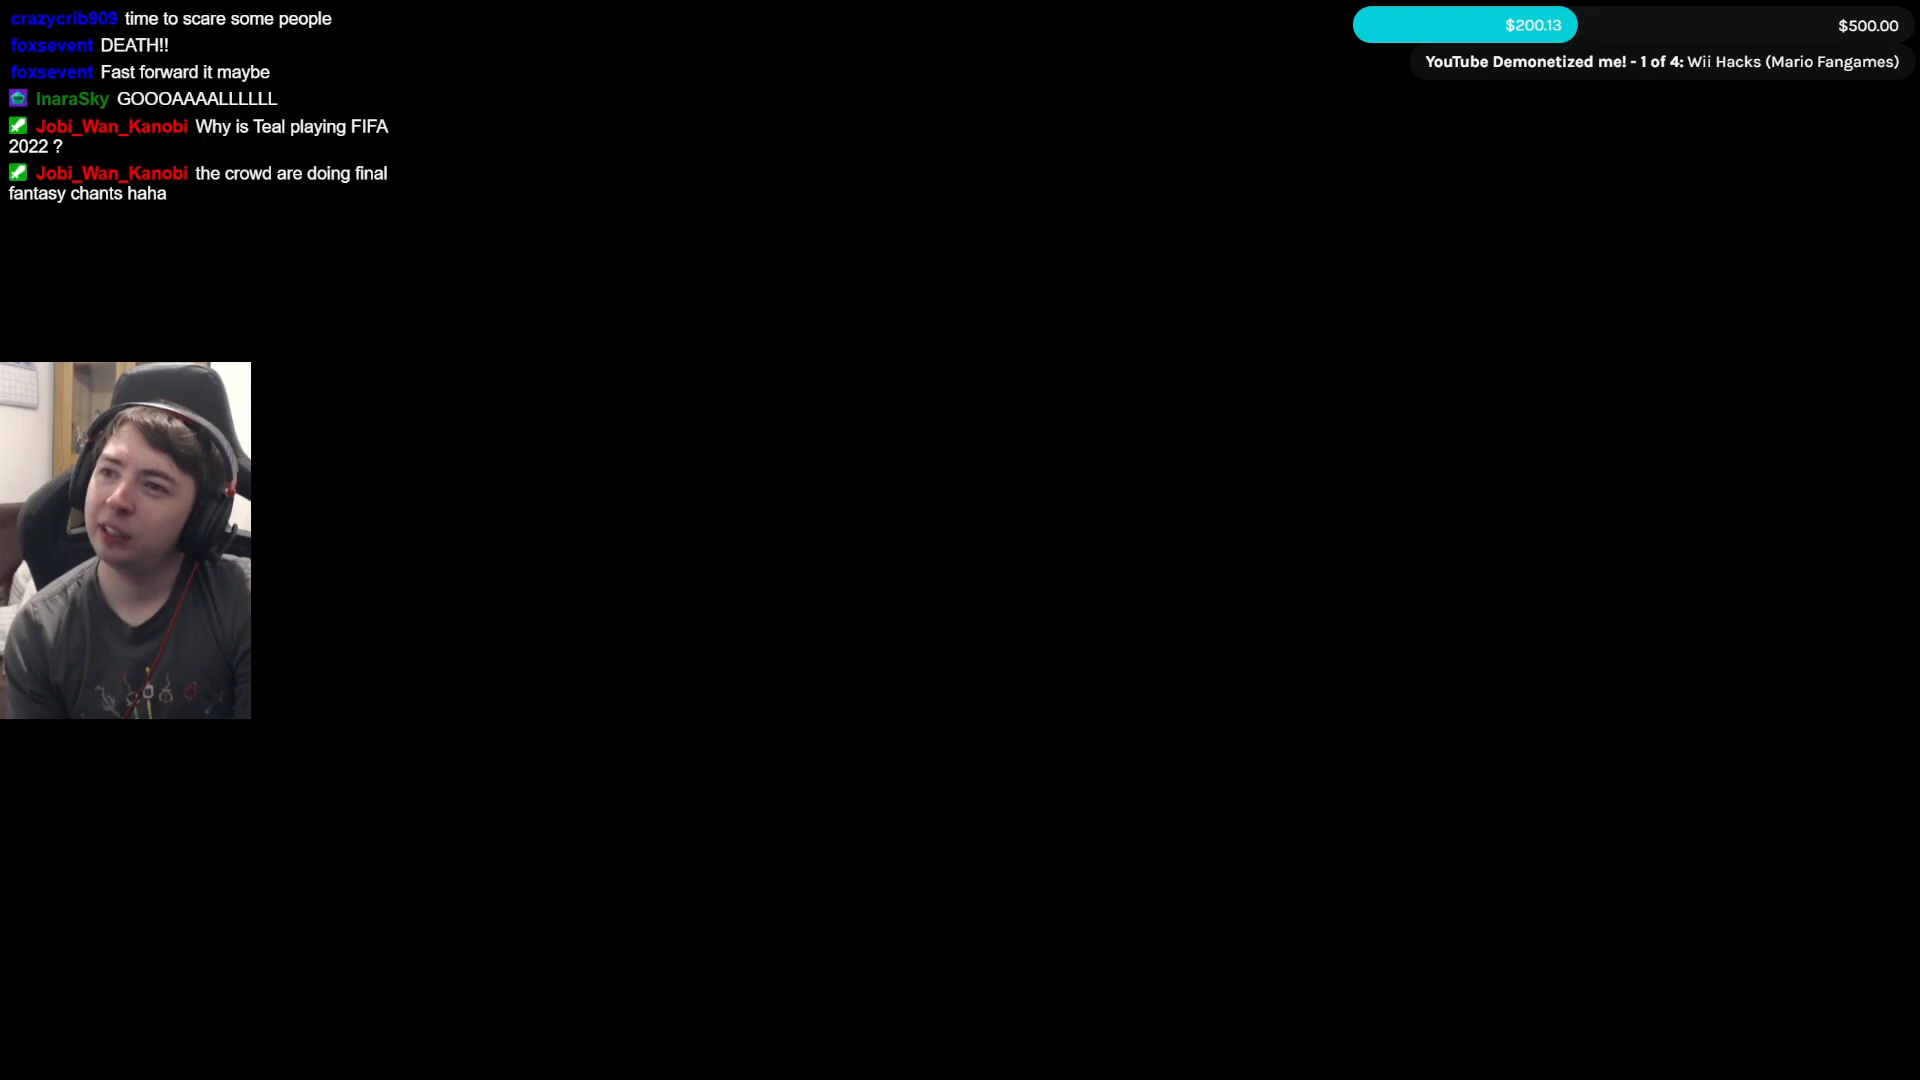 crazycrib909 time to scare some people
foxsevent DEATH!!
foxsevent Fast forward it maybe
InaraSky GOOOAAAALLLLLL
Jobi_Wan_Kanobi Why is Teal playing FIFA
2022 ?
Jobi_Wan_Kanobi the crowd are doing final
fantasy chants haha
$200.13 $500.00
YouTube Demonetized me! - 1 of 4: Wii Hacks (Mario Fangames)